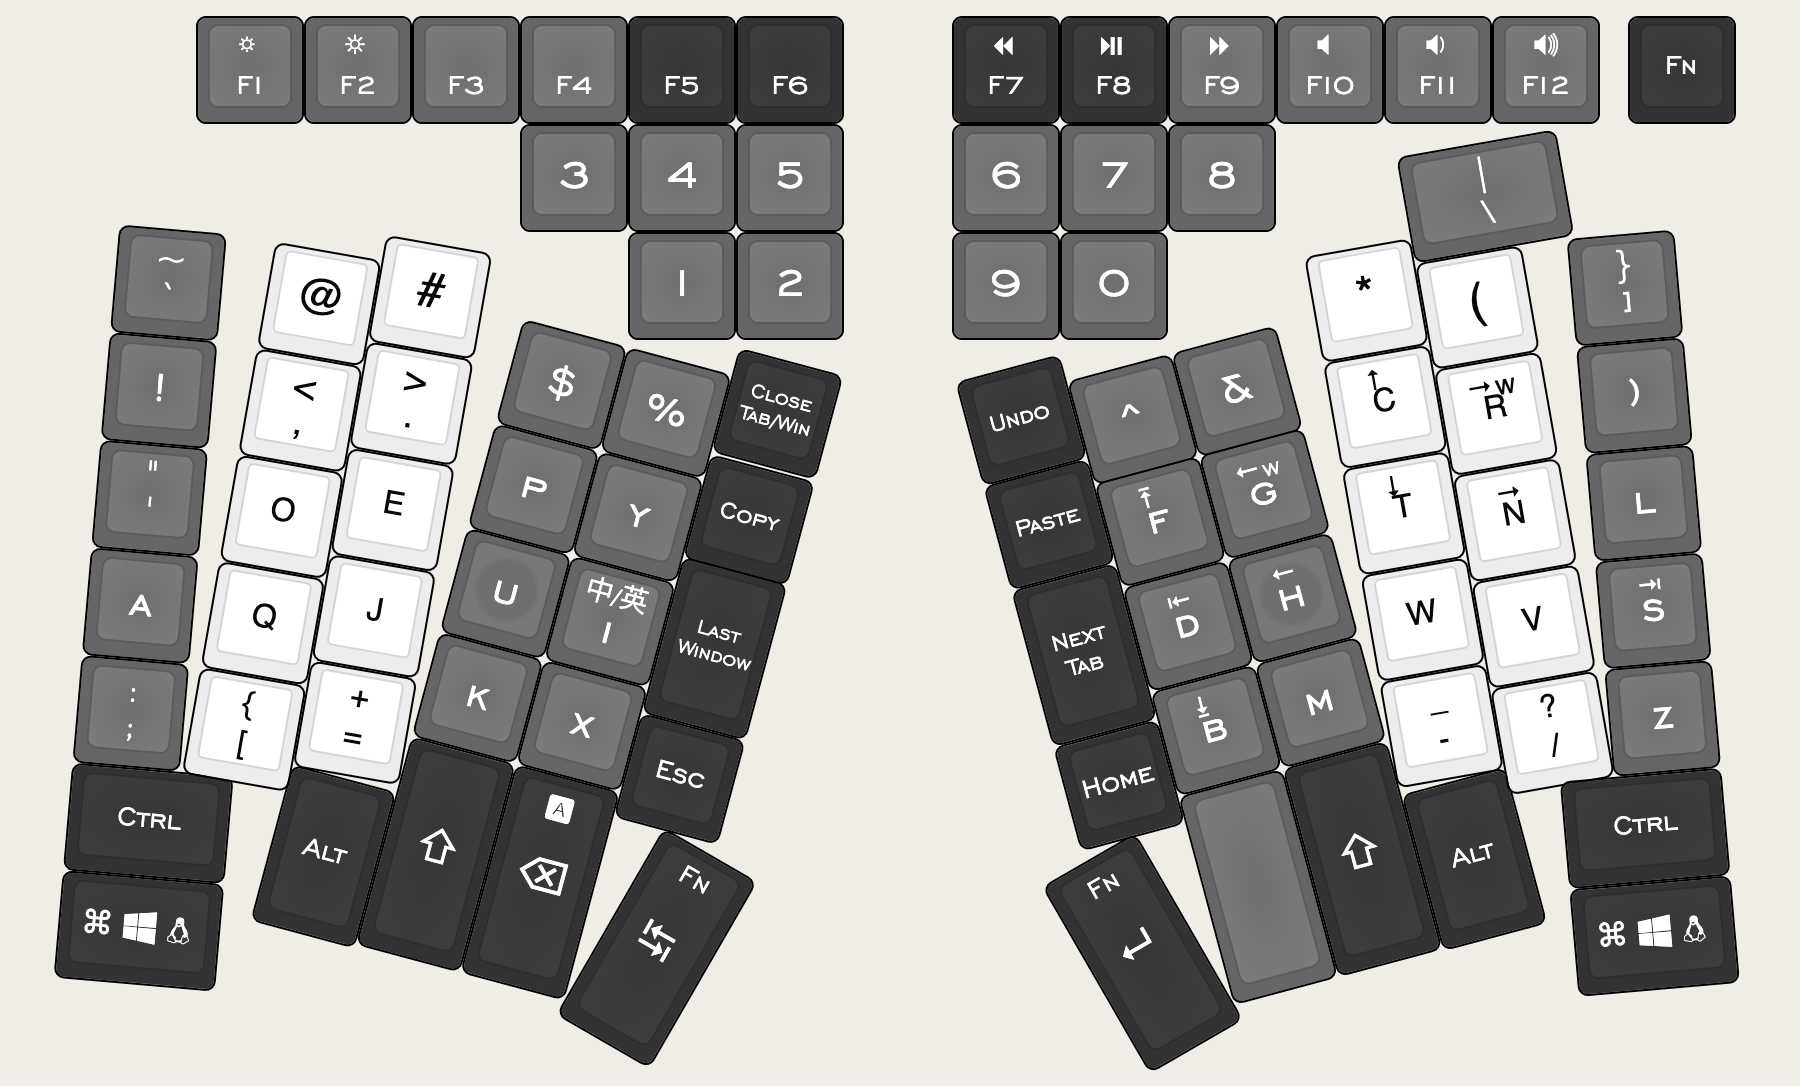 F1 F2 F3 F4 F5 F6 F7 F8 F9 F10 F11 F12 Fn
3 4 5 6 7 8 | \
1 2 9 0
~ `
@ #
* (
} ]
!
< ,
> .
$ %
Close
Tab/Win
Undo
^ &
C
W
R
)
" '
O E
P Y
Copy
Paste
F
W
G
T N
L
A
Q J
U
中/英
I
Last
Window
Next
Tab
D H
W V
S
: ;
{ [
+ =
K X
Esc
Home
B M
_ -
? /
Z
Ctrl
Alt
A
Fn
Fn
Alt
Ctrl
⌘ ⌘